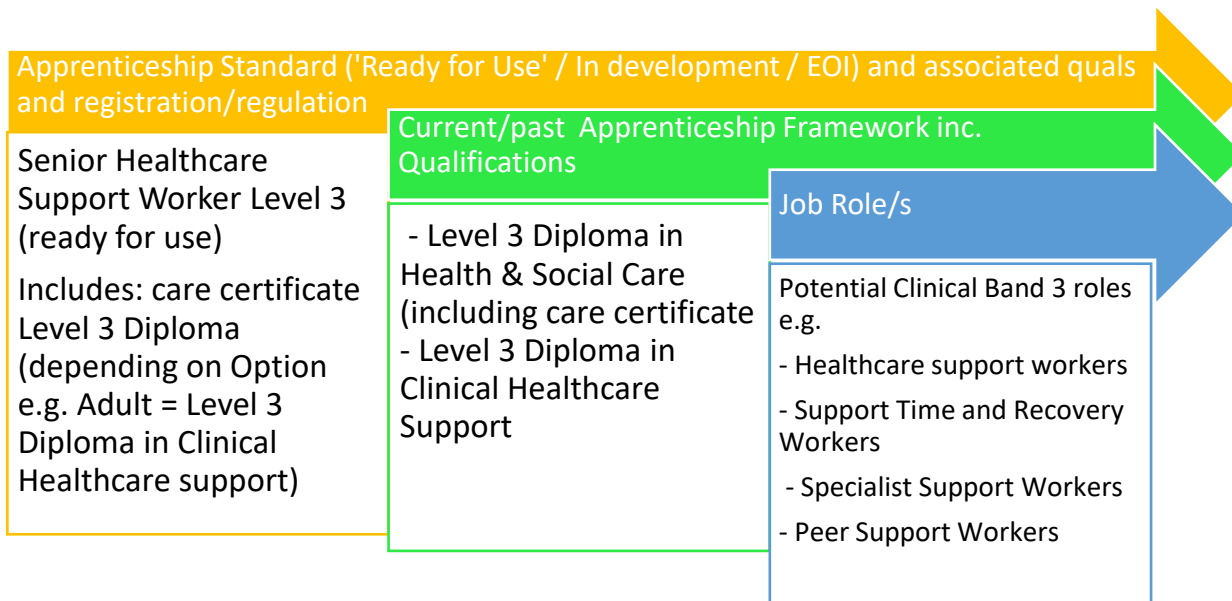 Apprenticeship Standard ('Ready for Use' / In development / EOI) and associated quals
and registration/regulation
Senior Healthcare
Support Worker Level 3
(ready for use)
Includes: care certificate
Level 3 Diploma
(depending on Option
e.g. Adult = Level 3
Diploma in Clinical
Healthcare support)
Current/past Apprenticeship Framework inc.
Qualifications
- Level 3 Diploma in
Health & Social Care
(including care certificate
- Level 3 Diploma in
Clinical Healthcare
Support
Job Role/s
Potential Clinical Band 3 roles
e.g.
- Healthcare support workers
- Support Time and Recovery
Workers
- Specialist Support Workers
- Peer Support Workers